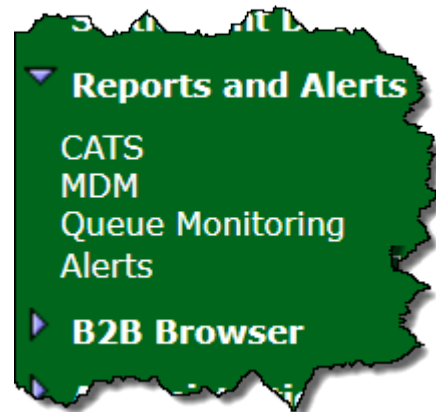 Reports and Alerts
CATS
MDM
Queue Monitoring
Alerts
B2B Browser